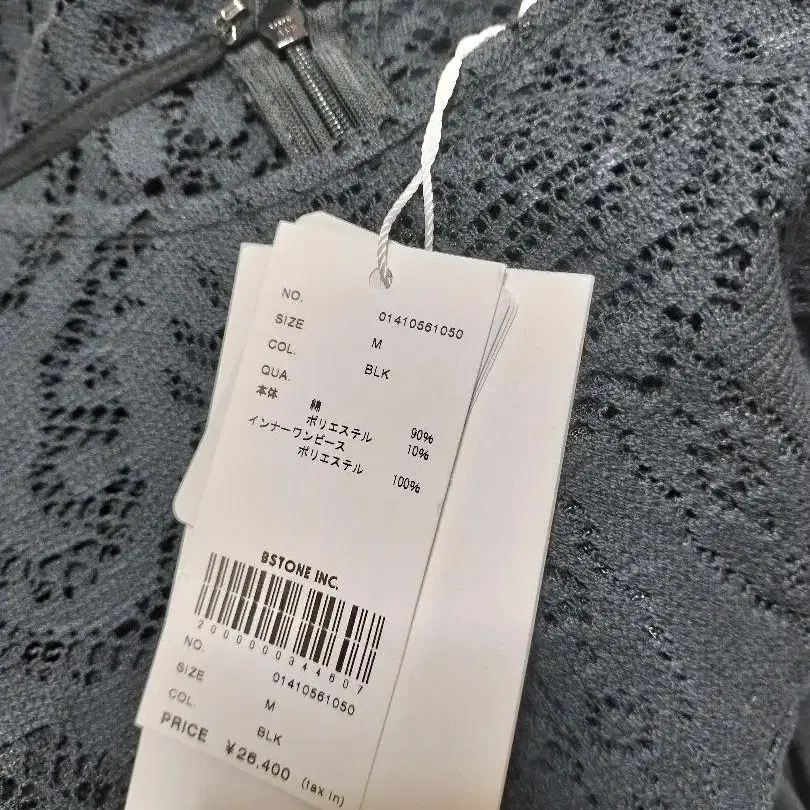 NO. 01410561050
SIZE M
COL. BLK
QUA.
本体 綿 90%
ポリエステル 10%
インナーワンピース
ポリエステル 100%
BSTONE INC.
2000000344607
NO. 01410561050
SIZE M
COL. BLK
PRICE ¥26,400 (tax in)